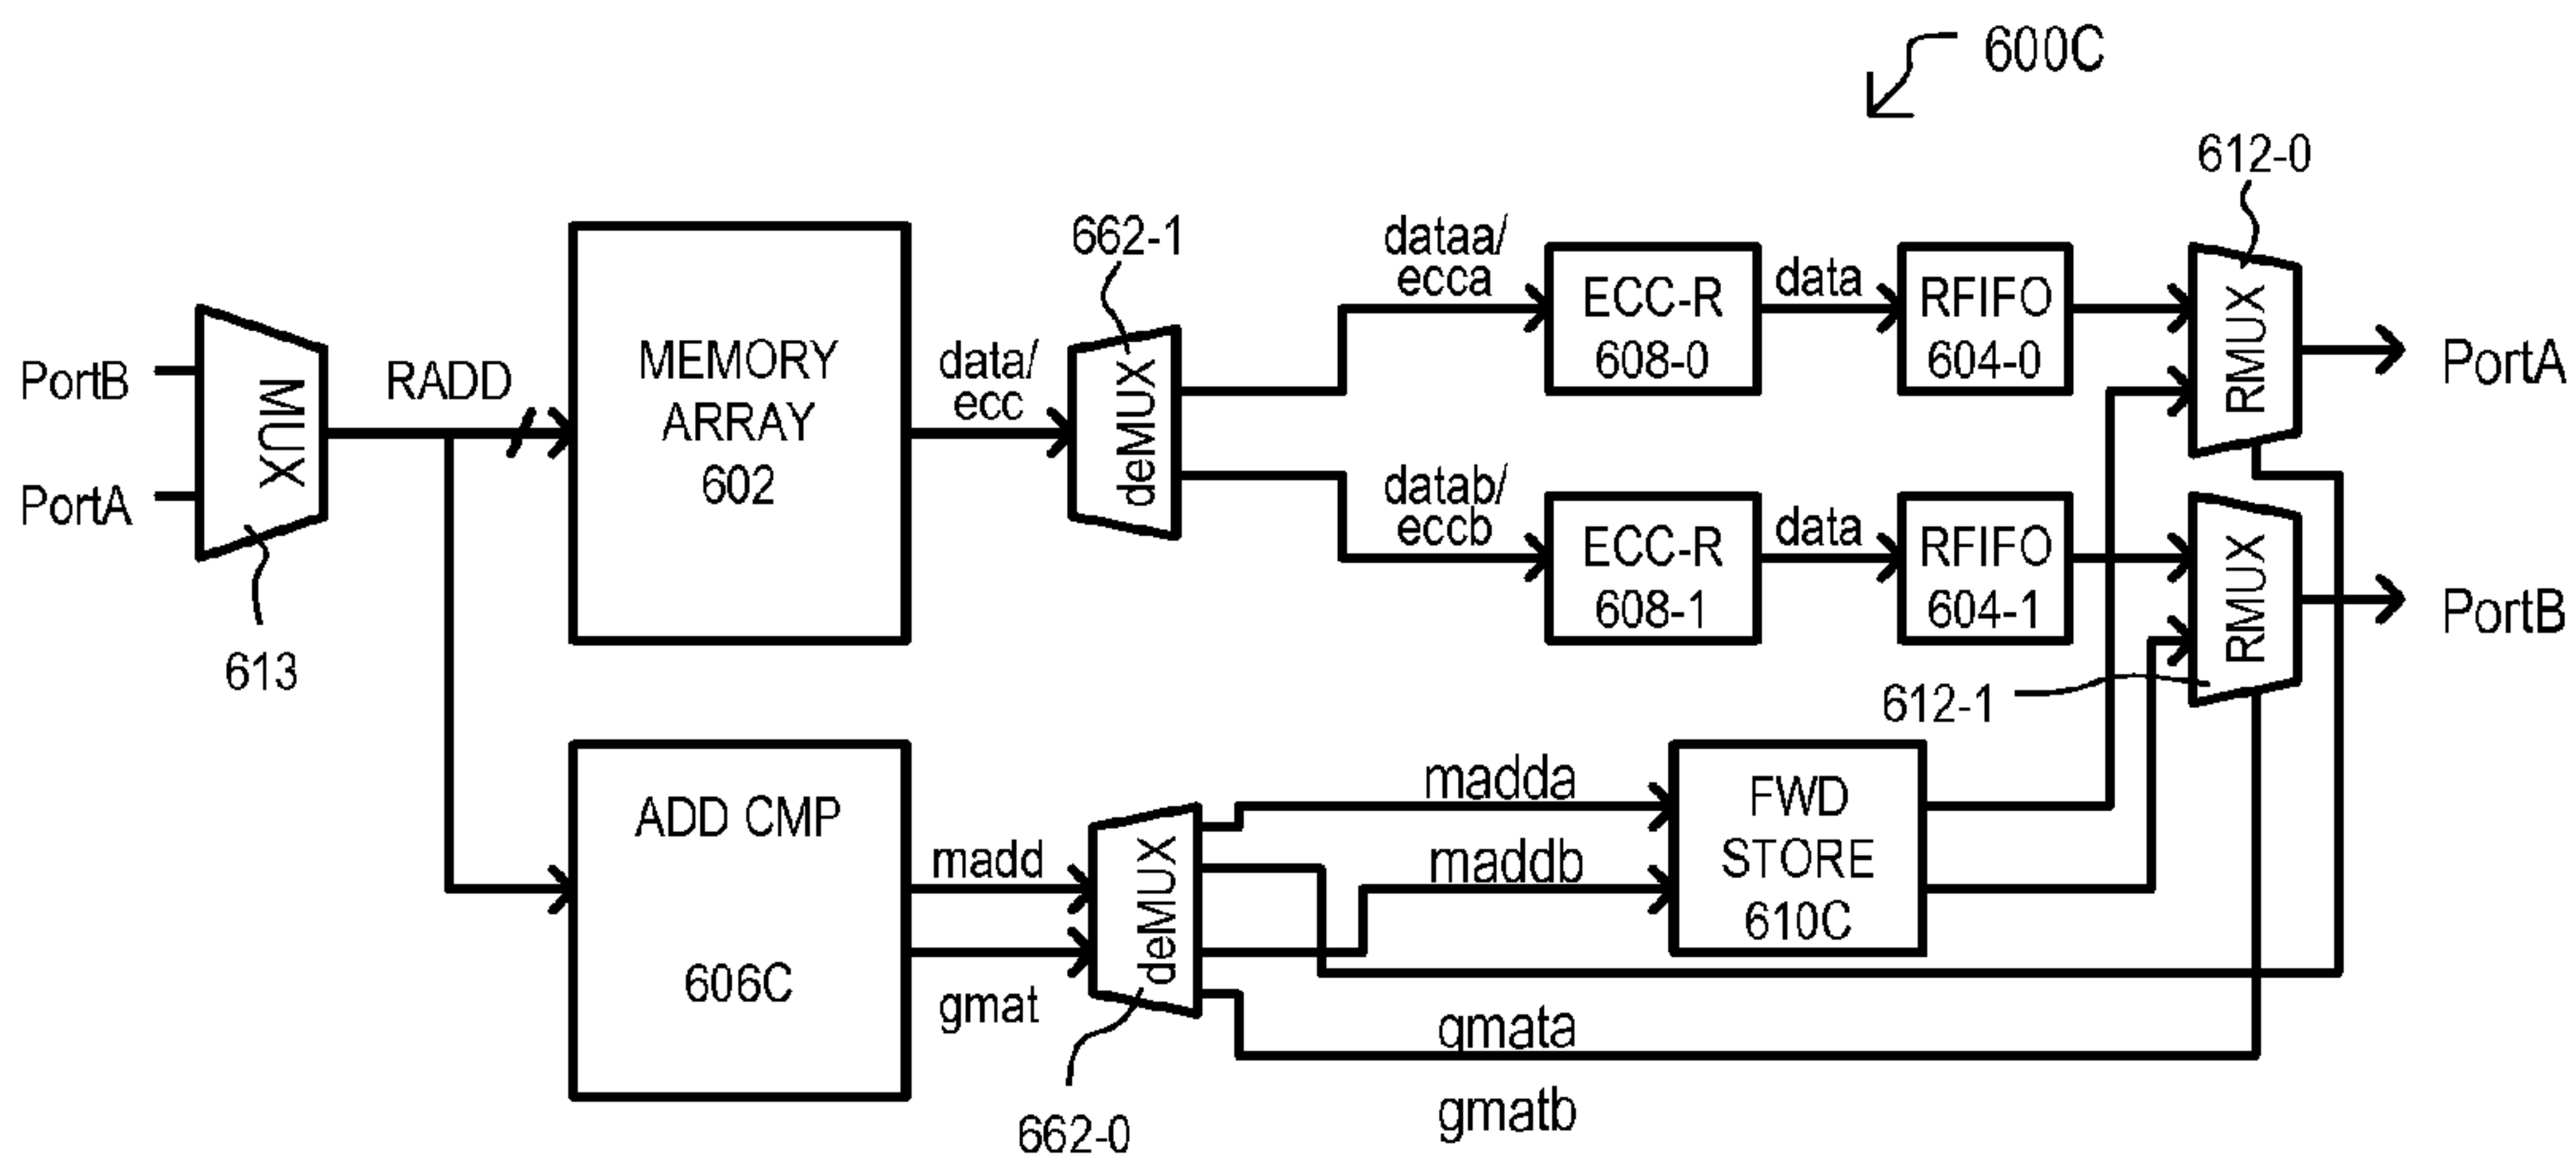 600C
612-0
662-1
dataa/
ecca
ECC-R
608-0
data
RFIFO
604-0
RMUX
PortA
PortB
PortA
MUX
613
RADD
MEMORY
ARRAY
602
data/
ecc
deMUX
datab/
eccb
ECC-R
608-1
data
RFIFO
604-1
RMUX
PortB
612-1
ADD CMP
606C
madd
gmat
deMUX
662-0
madda
maddb
FWD
STORE
610C
gmata
gmatb